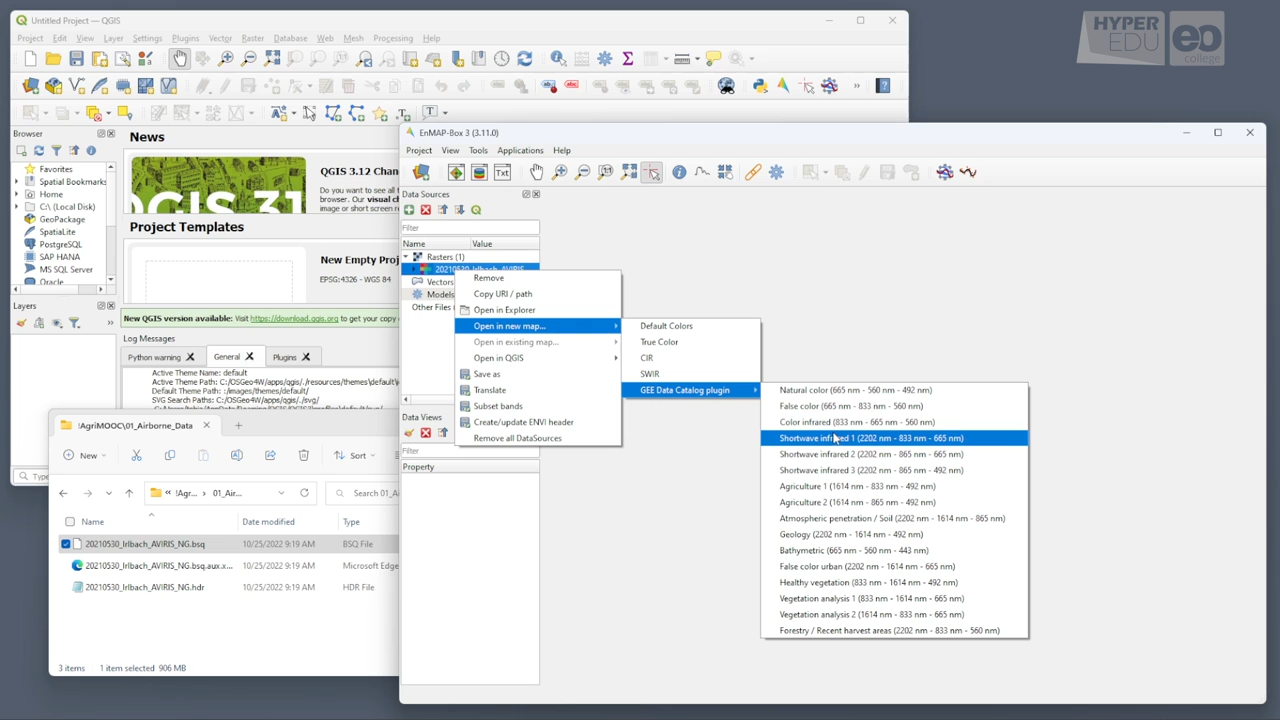 HYPER
EDU
eo
college
Untitled Project — QGIS
Project Edit View Layer Settings Plugins Vector Raster Database Web Mesh Processing Help
Browser
Favorites
Spatial Bookmarks
Home
C:\ (Local Disk)
GeoPackage
SpatiaLite
PostgreSQL
SAP HANA
MS SQL Server
Oracle
Layers
News
QGIS 3.12 Chan
Do you want to see all
browser. Our visual c
image or short screen r
Project Templates
New Empty Proj
EPSG:4326 - WGS 84
New QGIS version available: Visit https://download.qgis.org to get your copy
Log Messages
Python warning General Plugins
Active Theme Name: default
Active Theme Path: C:/OSGeo4W/apps/qgis/./resources/themes\default\
Default Theme Path: :/images/themes/default/
SVG Search Paths: C:/OSGeo4W/apps/qgis/./svg/
Type
EnMAP-Box 3 (3.11.0)
Project View Tools Applications Help
Txt
Data Sources
Filter
Name Value
Rasters (1)
20210530_Irlbach_AVIRIS
Vectors
Models
Other Files
Data Views
Filter
Property
Remove
Copy URI / path
Open in Explorer
Open in new map...
Open in existing map...
Open in QGIS
Save as
Translate
Subset bands
Create/update ENVI header
Remove all DataSources
Default Colors
True Color
CIR
SWIR
GEE Data Catalog plugin
Natural color (665 nm - 560 nm - 492 nm)
False color (665 nm - 833 nm - 560 nm)
Color infrared (833 nm - 665 nm - 560 nm)
Shortwave infrared 1 (2202 nm - 833 nm - 665 nm)
Shortwave infrared 2 (2202 nm - 865 nm - 665 nm)
Shortwave infrared 3 (2202 nm - 865 nm - 492 nm)
Agriculture 1 (1614 nm - 833 nm - 492 nm)
Agriculture 2 (1614 nm - 865 nm - 492 nm)
Atmospheric penetration / Soil (2202 nm - 1614 nm - 865 nm)
Geology (2202 nm - 1614 nm - 492 nm)
Bathymetric (665 nm - 560 nm - 443 nm)
False color urban (2202 nm - 1614 nm - 665 nm)
Healthy vegetation (833 nm - 1614 nm - 492 nm)
Vegetation analysis 1 (833 nm - 1614 nm - 665 nm)
Vegetation analysis 2 (1614 nm - 833 nm - 665 nm)
Forestry / Recent harvest areas (2202 nm - 833 nm - 560 nm)
!AgriMOOC\01_Airborne_Data
New Sort
« !Agr... › 01_Air... Search 01_Ai
Name Date modified Type
20210530_Irlbach_AVIRIS_NG.bsq 10/25/2022 9:19 AM BSQ File
20210530_Irlbach_AVIRIS_NG.bsq.aux.x... 10/25/2022 9:19 AM Microsoft Edge
20210530_Irlbach_AVIRIS_NG.hdr 10/25/2022 9:19 AM HDR File
3 items 1 item selected 906 MB